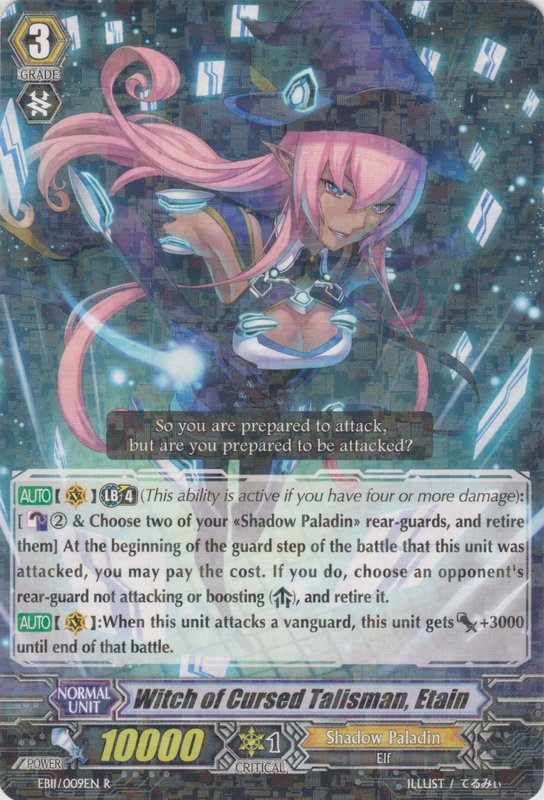 3
GRADE
So you are prepared to attack,
but are you prepared to be attacked?
AUTO 【 】 LB 4 (This ability is active if you have four or more damage):
[ ② & Choose two of your «Shadow Paladin» rear-guards, and retire
them] At the beginning of the guard step of the battle that this unit was
attacked, you may pay the cost. If you do, choose an opponent's
rear-guard not attacking or boosting ( ), and retire it.
AUTO 【 】:When this unit attacks a vanguard, this unit gets +3000
until end of that battle.
NORMAL
UNIT
Witch of Cursed Talisman, Etain
POWER
10000
1
CRITICAL
Shadow Paladin
Elf
EB11/009EN R
ILLUST / てるみぃ